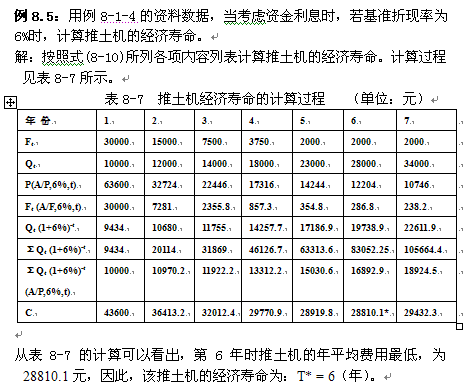 例 8.5：用例 8-1-4 的资料数据，当考虑资金利息时，若基准折现率为
6%时，计算推土机的经济寿命。
解：按照式(8-10)所列各项内容列表计算推土机的经济寿命。计算过程
见表 8-7 所示。
表 8-7 推土机经济寿命的计算过程 （单位：元）
年 份 1 2 3 4 5 6 7
Ft 30000 15000 7500 3750 2000 2000 2000
Qt 10000 12000 14000 18000 23000 28000 34000
P(A/P,6%,t) 63600 32724 22446 17316 14244 12204 10746
Ft (A/F,6%,t) 30000 7281 2355.8 857.3 354.8 286.8 238.2
Qt (1+6%)-t 9434 10680 11755 14257.7 17186.9 19738.9 22611.9
ΣQt (1+6%)-t 9434 20114 31869 46126.7 63313.6 83052.25 105664.4
ΣQt (1+6%)-t (A/P,6%,t) 10000 10970.2 11922.2 13312.2 15030.6 16892.9 18924.5
C 43600 36413.2 32012.4 29770.9 28919.8 28810.1* 29432.3
从表 8-7 的计算可以看出，第 6 年时推土机的年平均费用最低，为
28810.1 元，因此，该推土机的经济寿命为：T* = 6（年）。